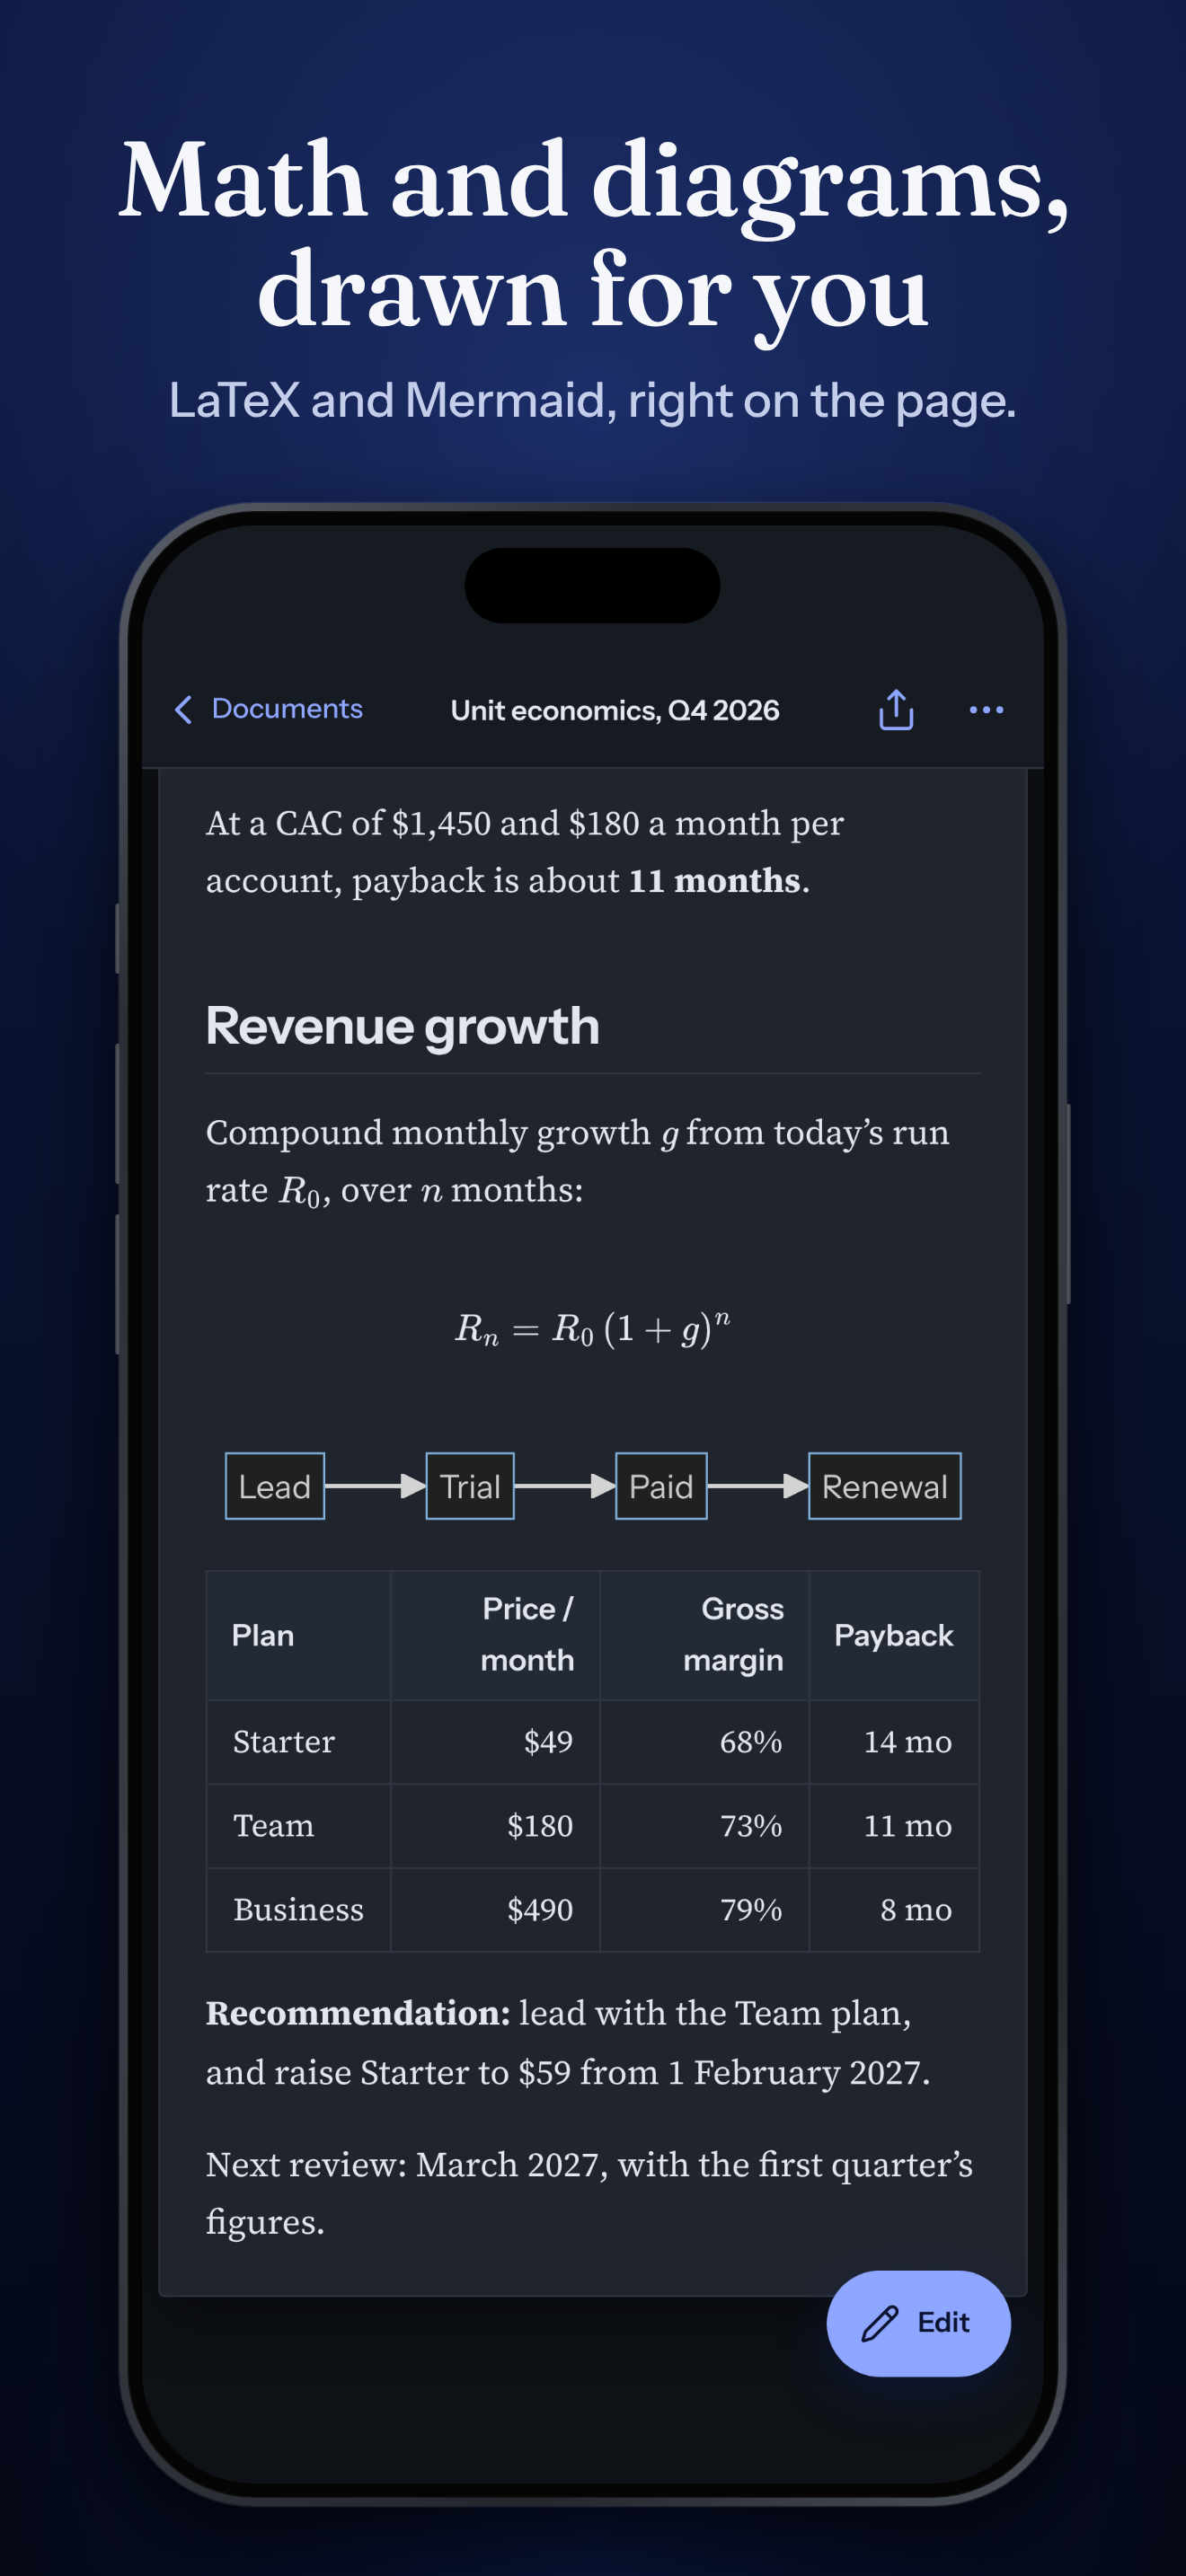 Math and diagrams,
drawn for you
LaTeX and Mermaid, right on the page.
Documents
Unit economics, Q4 2026
At a CAC of $1,450 and $180 a month per
account, payback is about 11 months.
Revenue growth
Compound monthly growth g from today’s run
rate R₀, over n months:
Rₙ = R₀ (1 + g)ⁿ
Lead Trial Paid Renewal
Plan Price / month Gross margin Payback
Starter $49 68% 14 mo
Team $180 73% 11 mo
Business $490 79% 8 mo
Recommendation: lead with the Team plan,
and raise Starter to $59 from 1 February 2027.
Next review: March 2027, with the first quarter’s
figures.
Edit